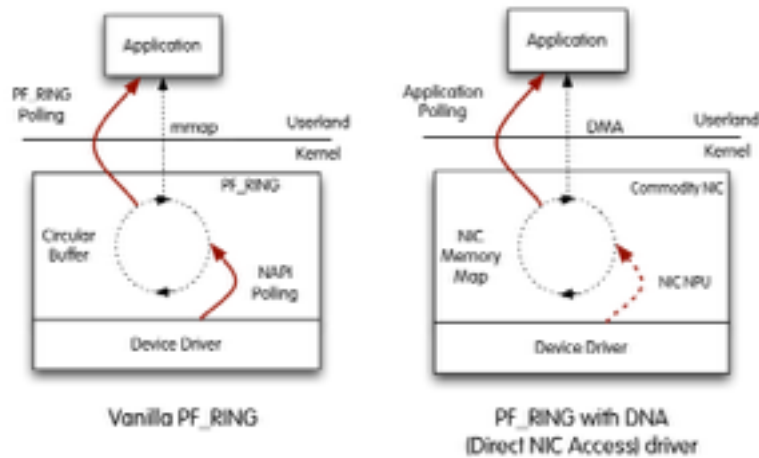 Application
PF_RING
Polling
mmap
Userland
Kernel
PF_RING
Circular
Buffer
NAPI
Polling
Device Driver
Vanilla PF_RING
Application
Application
Polling
DMA
Userland
Kernel
Commodity NIC
NIC
Memory
Map
NIC NPU
Device Driver
PF_RING with DNA
(Direct NIC Access) driver